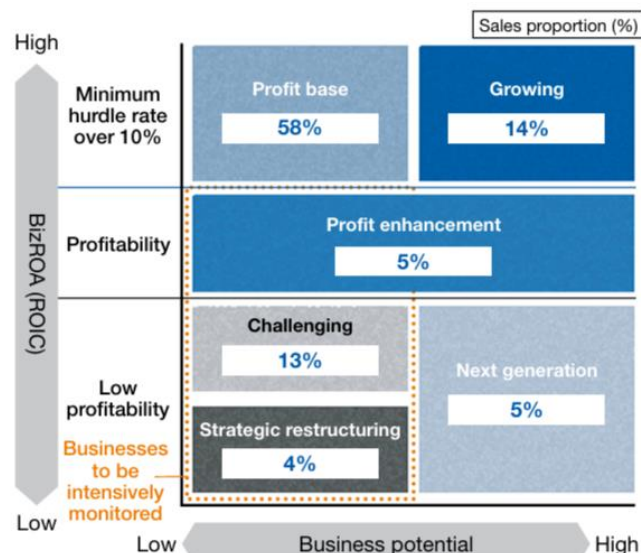 Sales proportion (%)
High
Minimum
hurdle rate
over 10%
Profit base
58%
Growing
14%
BizROA (ROIC)
Profitability
Profit enhancement
5%
Low
profitability
Challenging
13%
Next generation
5%
Strategic restructuring
4%
Businesses
to be
intensively
monitored
Low
Low
Business potential
High